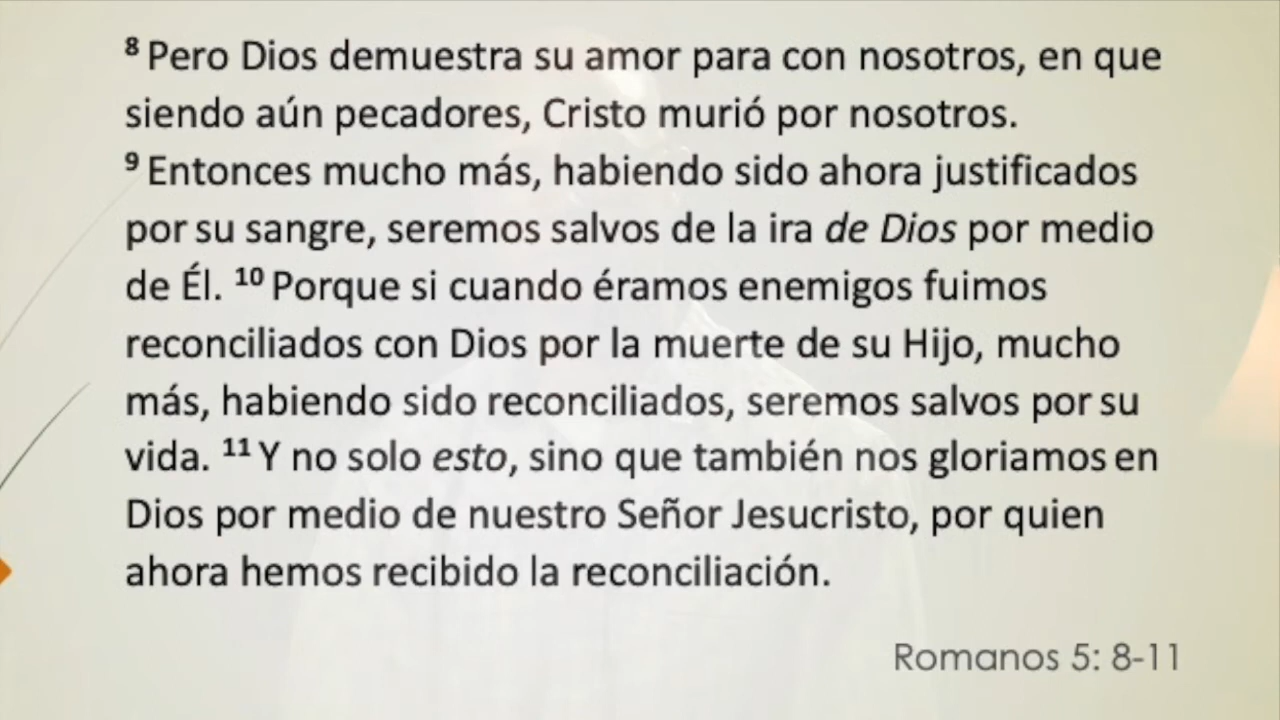 ⁸ Pero Dios demuestra su amor para con nosotros, en que
siendo aún pecadores, Cristo murió por nosotros.
⁹ Entonces mucho más, habiendo sido ahora justificados
por su sangre, seremos salvos de la ira de Dios por medio
de Él. ¹⁰ Porque si cuando éramos enemigos fuimos
reconciliados con Dios por la muerte de su Hijo, mucho
más, habiendo sido reconciliados, seremos salvos por su
vida. ¹¹ Y no solo esto, sino que también nos gloriamos en
Dios por medio de nuestro Señor Jesucristo, por quien
ahora hemos recibido la reconciliación.
Romanos 5: 8-11